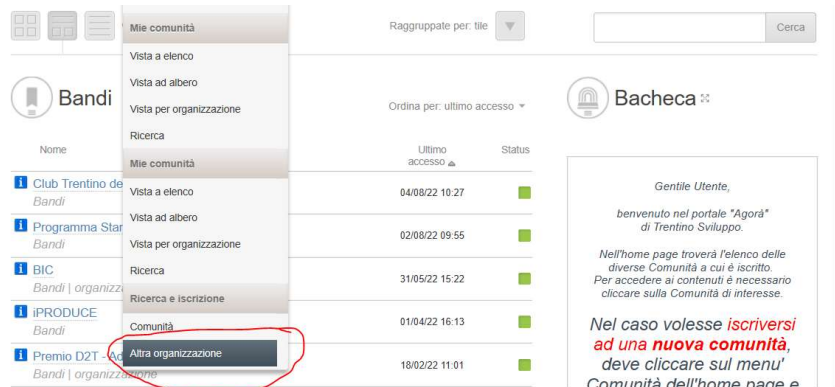 Raggruppate per: tile
Cerca
Mie comunità
Vista a elenco
Vista ad albero
Vista per organizzazione
Ricerca
Mie comunità
Vista a elenco
Vista ad albero
Vista per organizzazione
Ricerca
Ricerca e iscrizione
Comunità
Altra organizzazione
Bandi
Ordina per: ultimo accesso
Nome
Ultimo
accesso
Status
Club Trentino de
Bandi
04/08/22 10:27
Programma Star
Bandi
02/08/22 09:55
BIC
Bandi | organizz
31/05/22 15:22
iPRODUCE
Bandi
01/04/22 16:13
Premio D2T - Ad
Bandi | organizzazione
18/02/22 11:01
Bacheca
Gentile Utente,
benvenuto nel portale "Agorà"
di Trentino Sviluppo.
Nell'home page troverà l'elenco delle
diverse Comunità a cui è iscritto.
Per accedere ai contenuti è necessario
cliccare sulla Comunità di interesse.
Nel caso volesse iscriversi
ad una nuova comunità,
deve cliccare sul menu'
Comunità dell'home page e